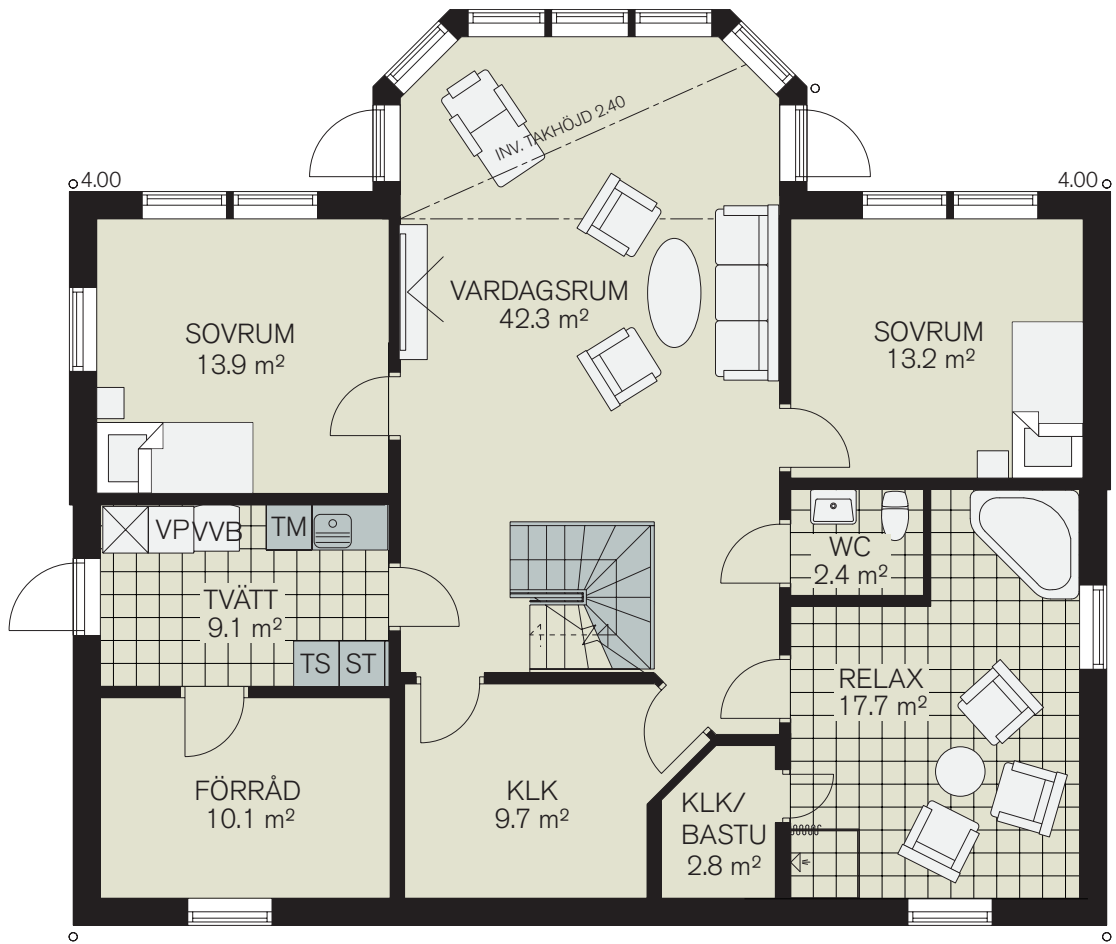 INV. TAKHÖJD 2.40
4.00
4.00
VARDAGSRUM
42.3 m²
SOVRUM
13.9 m²
SOVRUM
13.2 m²
VP
VVB
TM
WC
2.4 m²
TVÄTT
9.1 m²
TS
ST
1
RELAX
17.7 m²
FÖRRÅD
10.1 m²
KLK
9.7 m²
KLK/
BASTU
2.8 m²